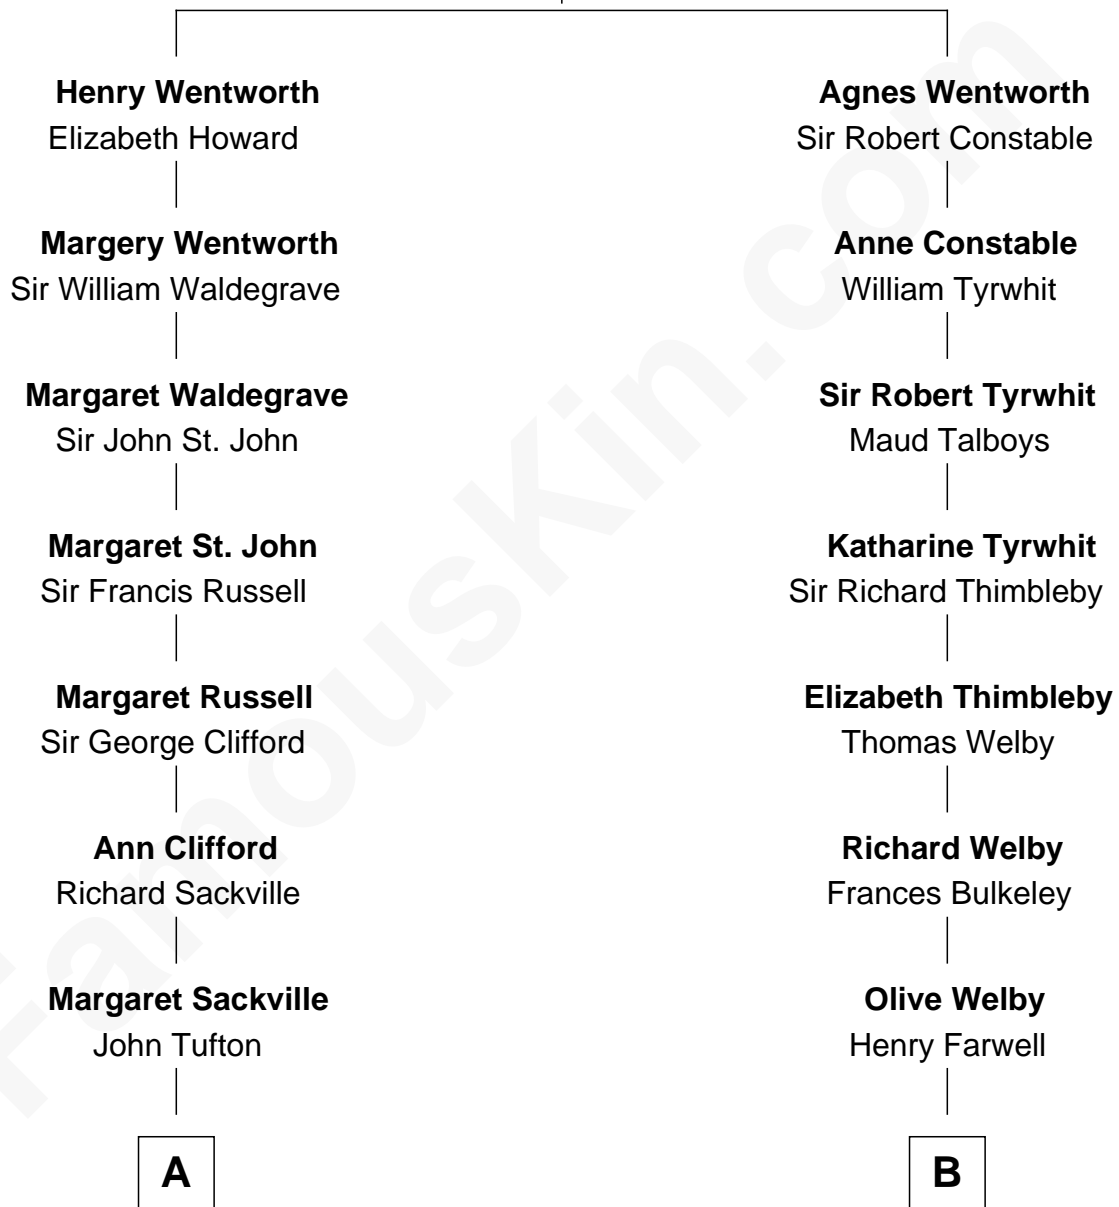 Henry Wentworth
Elizabeth Howard
Margery Wentworth
Sir William Waldegrave
Margaret Waldegrave
Sir John St. John
Margaret St. John
Sir Francis Russell
Margaret Russell
Sir George Clifford
Ann Clifford
Richard Sackville
Margaret Sackville
John Tufton
A
Agnes Wentworth
Sir Robert Constable
Anne Constable
William Tyrwhit
Sir Robert Tyrwhit
Maud Talboys
Katharine Tyrwhit
Sir Richard Thimbleby
Elizabeth Thimbleby
Thomas Welby
Richard Welby
Frances Bulkeley
Olive Welby
Henry Farwell
B
FamousKin.com